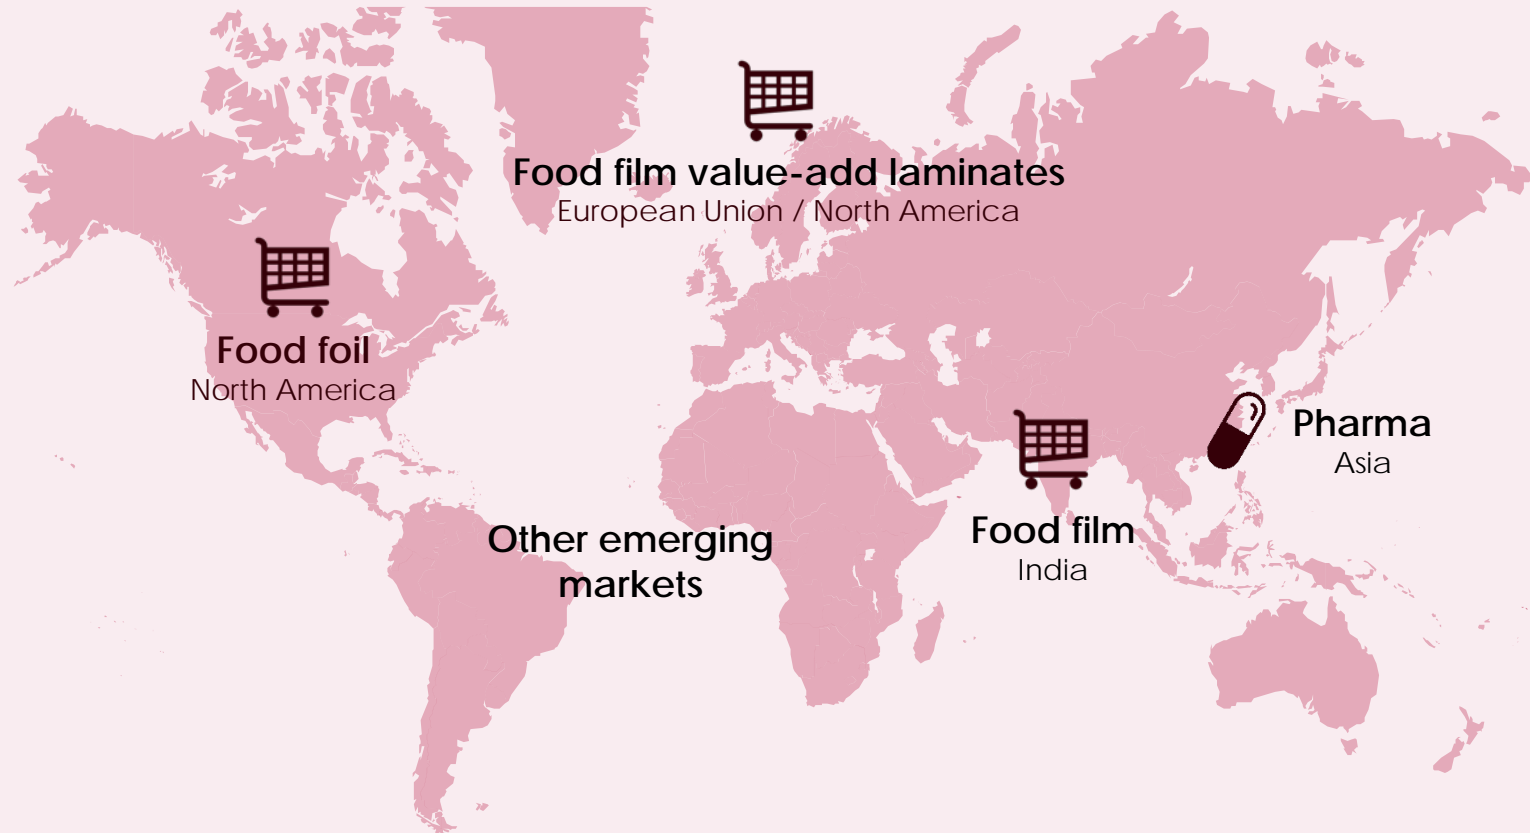 Food film value-add laminates
European Union / North America
Food foil
North America
Pharma
Asia
Other emerging
markets
Food film
India